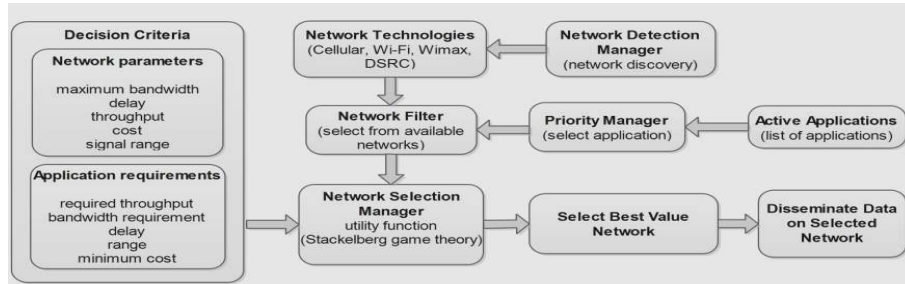 Decision Criteria
Network parameters
maximum bandwidth
delay
throughput
cost
signal range
Application requirements
required throughput
bandwidth requirement
delay
range
minimum cost
Network Technologies
(Cellular, Wi-Fi, Wimax,
DSRC)
Network Detection
Manager
(network discovery)
Network Filter
(select from available
networks)
Priority Manager
(select application)
Active Applications
(list of applications)
Network Selection
Manager
utility function
(Stackelberg game theory)
Select Best Value
Network
Disseminate Data
on Selected
Network